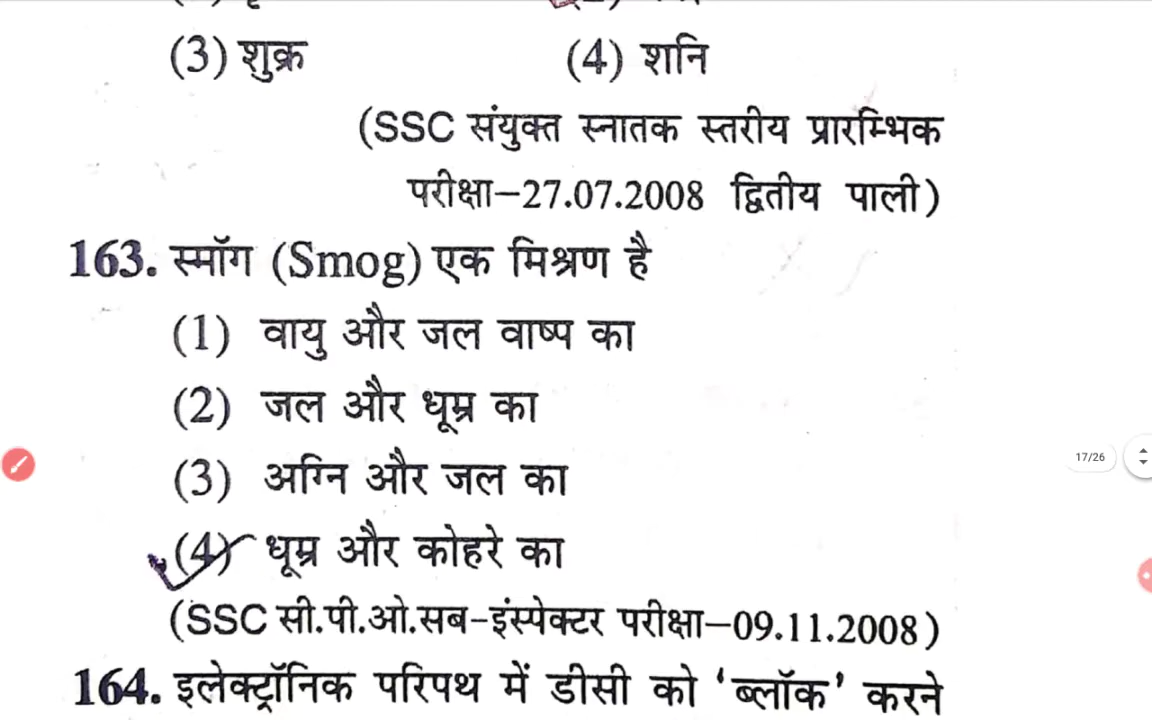 (3) शुक्र (4) शनि
(SSC संयुक्त स्नातक स्तरीय प्रारम्भिक
परीक्षा–27.07.2008 द्वितीय पाली)
163. स्मॉग (Smog) एक मिश्रण है
(1) वायु और जल वाष्प का
(2) जल और धूम्र का
(3) अग्नि और जल का
17/26
(4) धूम्र और कोहरे का
(SSC सी.पी.ओ.सब-इंस्पेक्टर परीक्षा–09.11.2008)
164. इलेक्ट्रॉनिक परिपथ में डीसी को ‘ब्लॉक’ करने